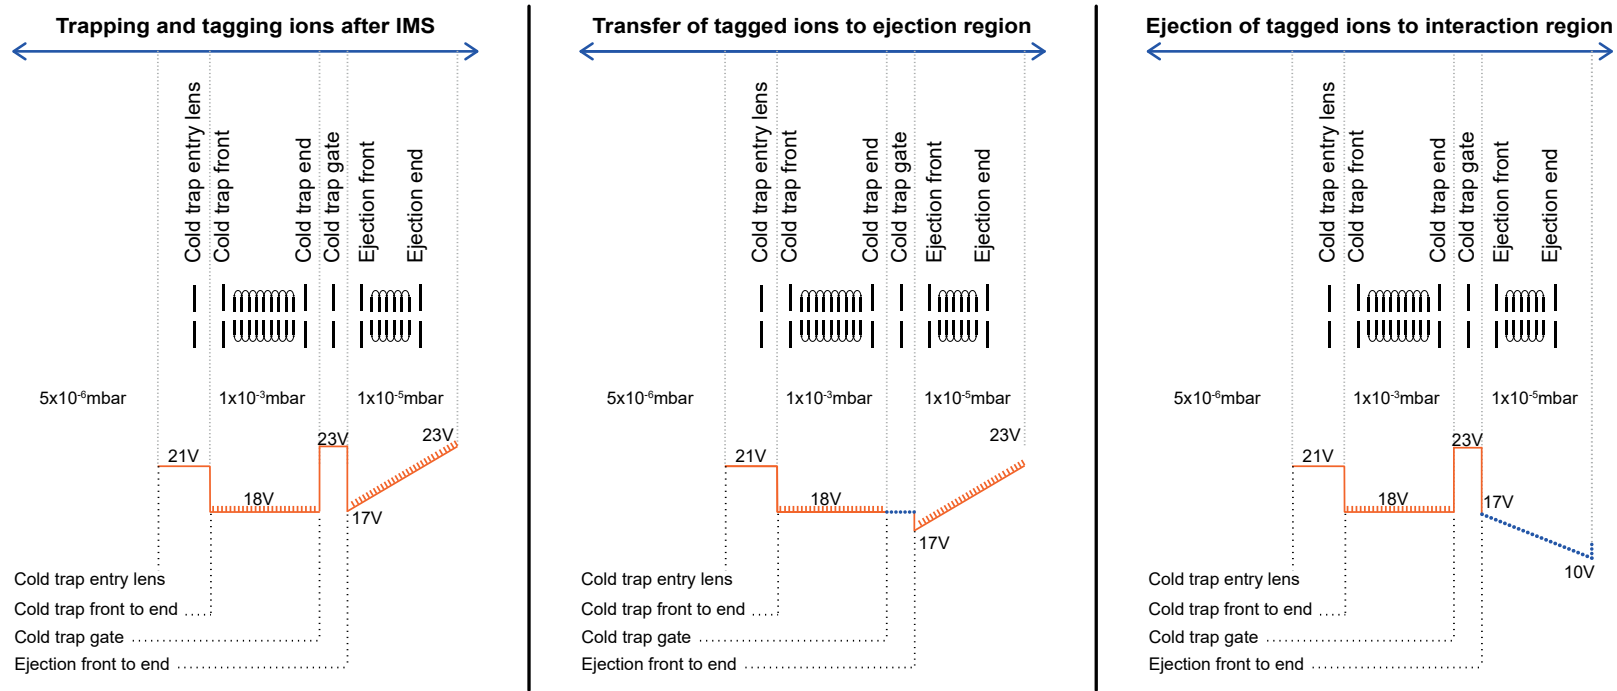 Trapping and tagging ions after IMS
Cold trap entry lens
Cold trap front
Cold trap end
Cold trap gate
Ejection front
Ejection end
5x10⁻⁶mbar
1x10⁻³mbar
1x10⁻⁵mbar
21V
18V
23V
17V
23V
Cold trap entry lens
Cold trap front to end
Cold trap gate
Ejection front to end
Transfer of tagged ions to ejection region
Cold trap entry lens
Cold trap front
Cold trap end
Cold trap gate
Ejection front
Ejection end
5x10⁻⁶mbar
1x10⁻³mbar
1x10⁻⁵mbar
21V
18V
17V
23V
Cold trap entry lens
Cold trap front to end
Cold trap gate
Ejection front to end
Ejection of tagged ions to interaction region
Cold trap entry lens
Cold trap front
Cold trap end
Cold trap gate
Ejection front
Ejection end
5x10⁻⁶mbar
1x10⁻³mbar
1x10⁻⁵mbar
21V
18V
23V
17V
10V
Cold trap entry lens
Cold trap front to end
Cold trap gate
Ejection front to end